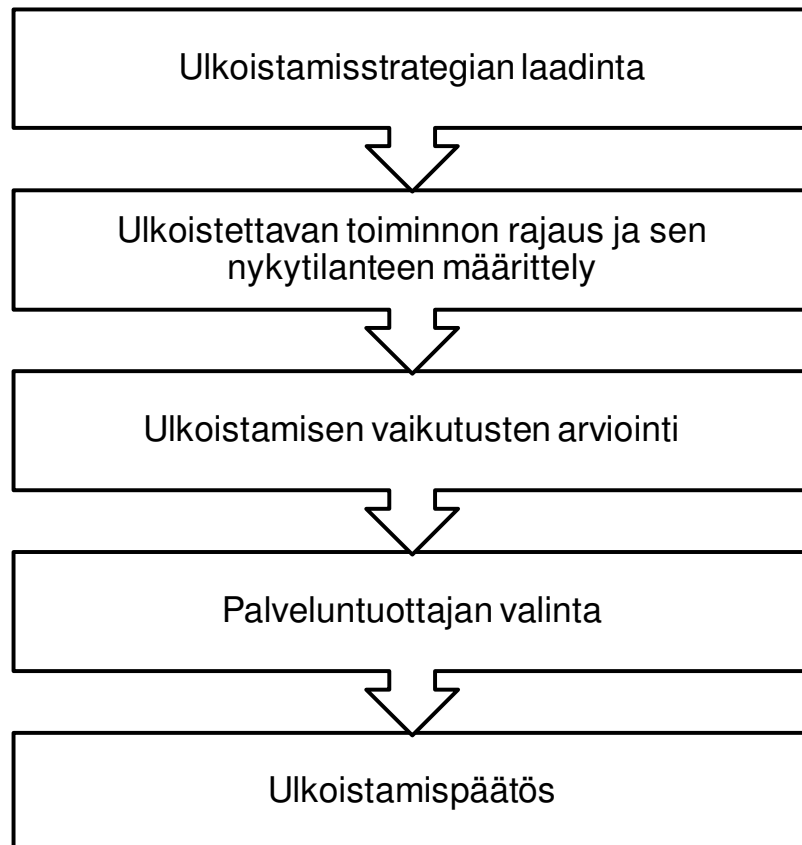 Ulkoistamisstrategian laadinta
Ulkoistettavan toiminnon rajaus ja sen
nykytilanteen määrittely
Ulkoistamisen vaikutusten arviointi
Palveluntuottajan valinta
Ulkoistamispäätös